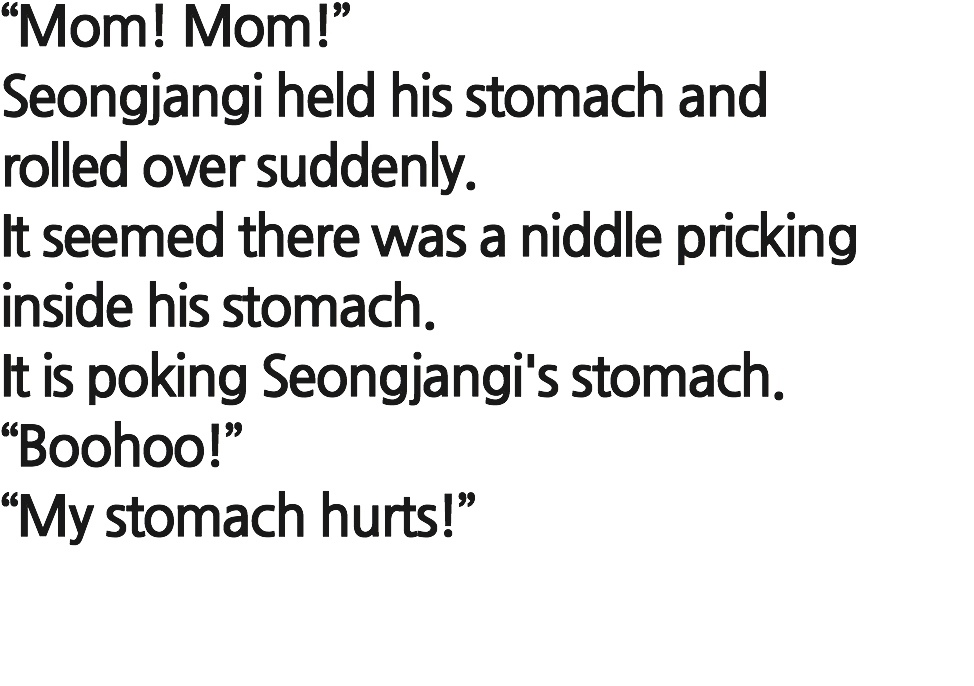 “Mom! Mom!”
Seongjangi held his stomach and
rolled over suddenly.
It seemed there was a niddle pricking
inside his stomach.
It is poking Seongjangi's stomach.
“Boohoo!”
“My stomach hurts!”